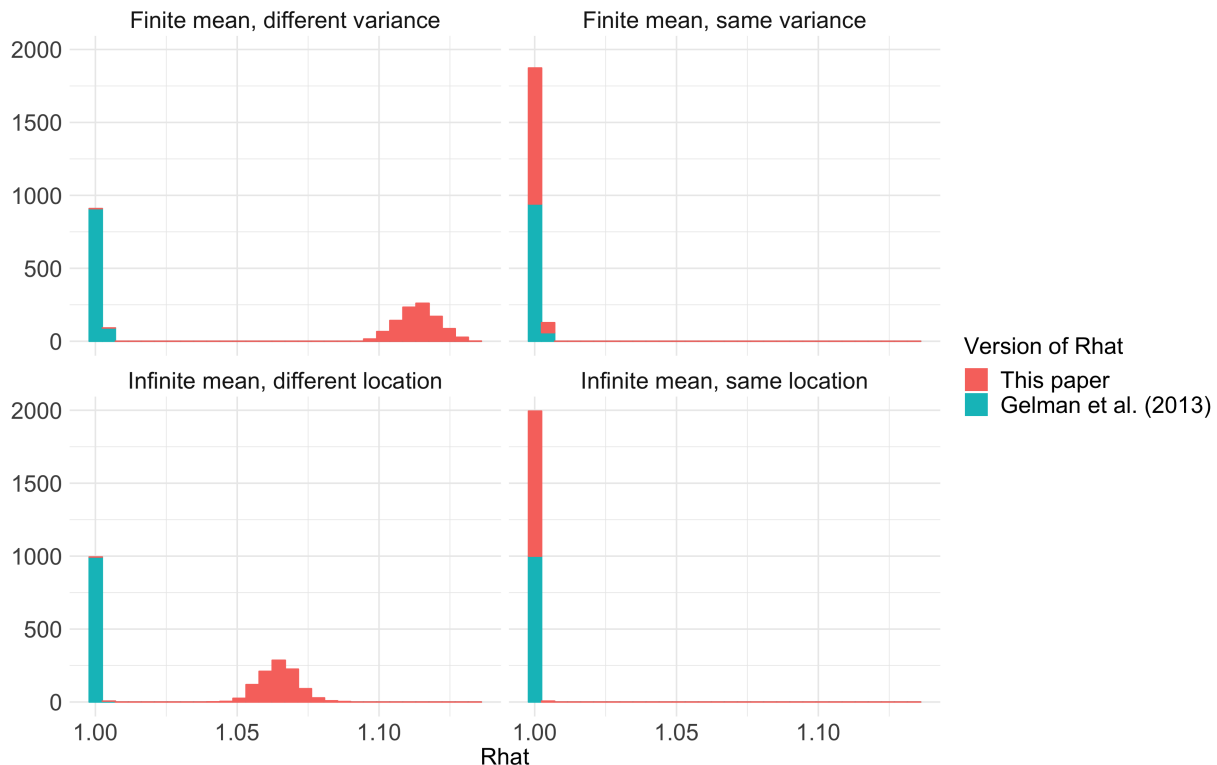 Finite mean, different variance
Finite mean, same variance
2000
1500
1000
500
0
Infinite mean, different location
Infinite mean, same location
2000
1500
1000
500
0
1.00 1.05 1.10
1.00 1.05 1.10
Rhat
Version of Rhat
This paper
Gelman et al. (2013)